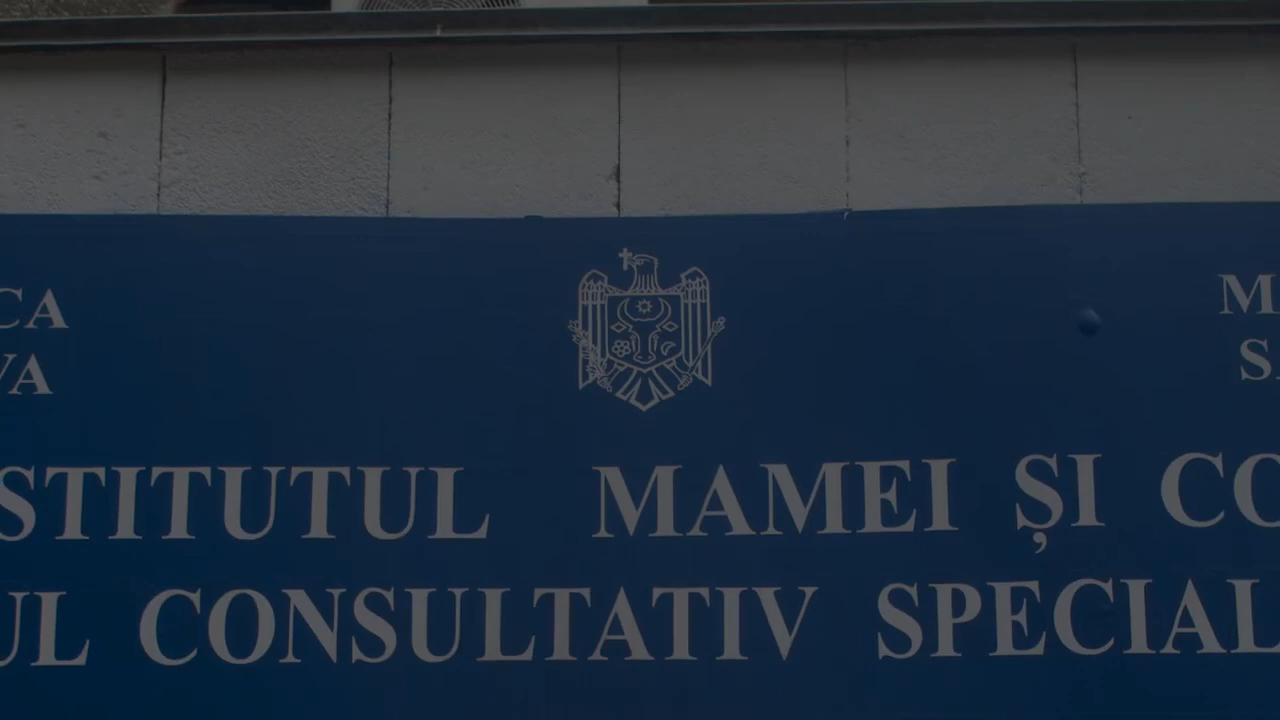 CA
VA
M
S
STITUTUL MAMEI ȘI CO
UL CONSULTATIV SPECIAL